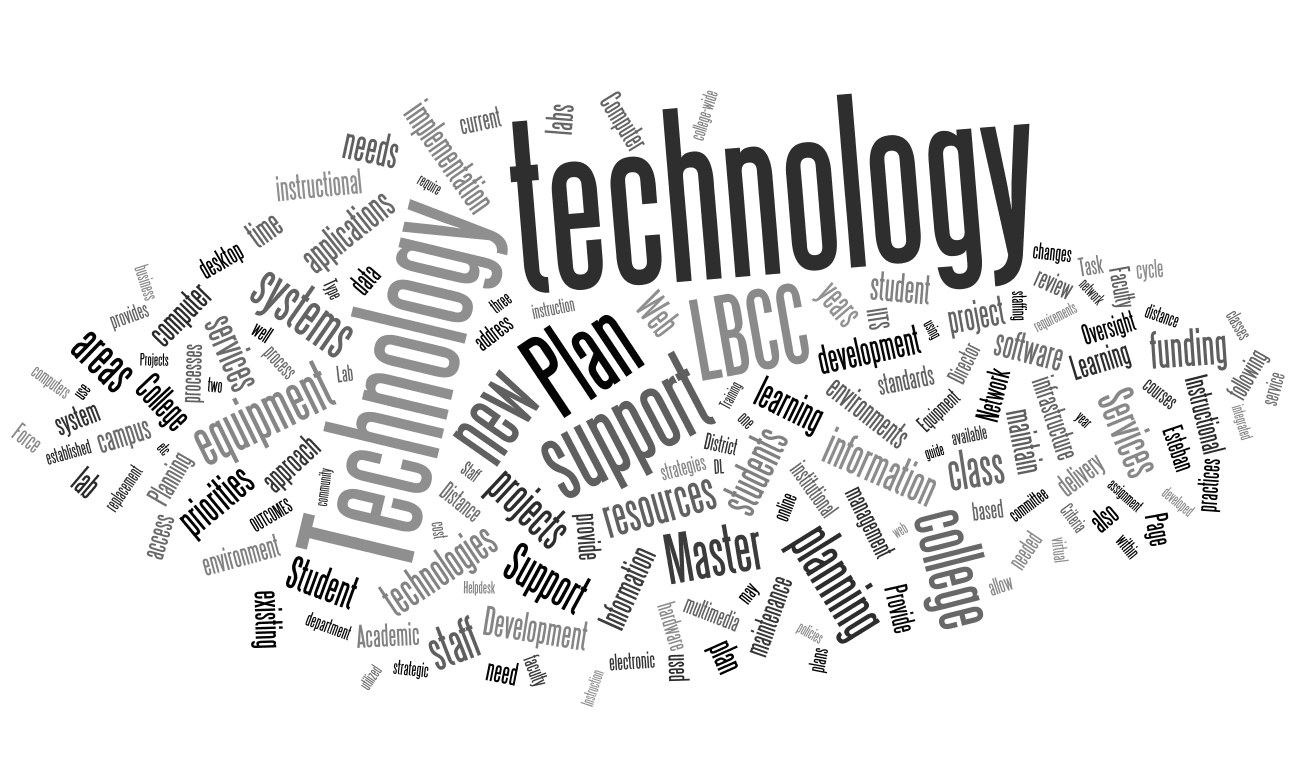 technology
Technology
Plan
LBCC
support
new
Web
years
student
IITS
development
using
project
staffing
changes
review
Task
network
Faculty
cycle
requirements
Oversight
distance
Learning
funding
classes
following
service
integrated
software
Director
standards
environments
Equipment
Network
Infrastructure
maintain
year
Services
courses
Instructional
Esteban
practices
learning
Training
one
District
DL
strategies
students
information
guide
available
class
based
committee
delivery
assignment
developed
Criteria
also
within
Page
needed
virtual
allow
college
web
management
institutional
online
resources
provide
projects
Staff
Distance
cost
technologies
Helpdesk
Support
Information
Master
planning
Provide
maintenance
may
multimedia
hardware
used
plan
plans
policies
electronic
Instruction
faculty
need
Development
staff
strategic
utilized
Academic
department
Student
existing
environment
access
OUTCOMES
community
approach
priorities
Planning
replacement
etc
lab
campus
established
system
Force
use
computers
areas
College
Projects
provides
business
computer
processes
two
services
equipment
Lab
process
well
systems
Type
data
desktop
time
applications
instructional
needs
require
implementation
current
labs
Computer
college-wide
three
address
instruction